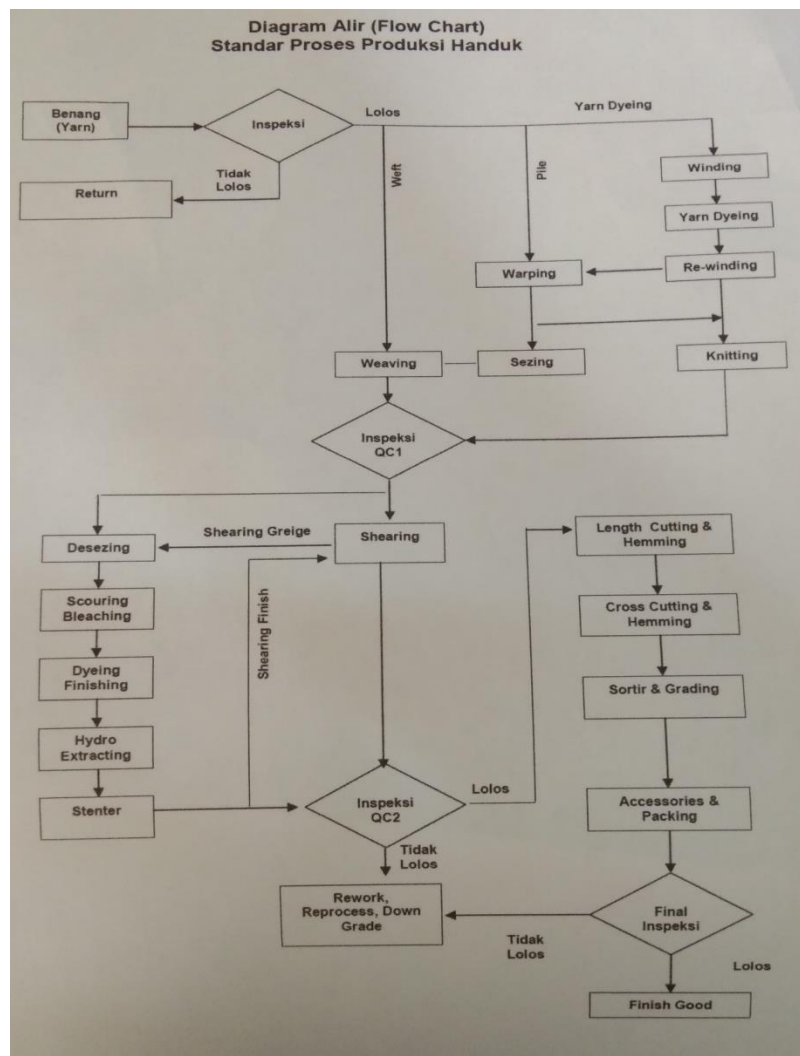 Diagram Alir (Flow Chart)
Standar Proses Produksi Handuk
Benang
(Yarn)
Inspeksi
Lolos
Yarn Dyeing
Tidak
Lolos
Return
Weft
Pile
Winding
Yarn Dyeing
Warping
Re-winding
Weaving
Sezing
Knitting
Inspeksi
QC1
Desezing
Shearing Greige
Shearing
Length Cutting &
Hemming
Scouring
Bleaching
Shearing Finish
Cross Cutting &
Hemming
Dyeing
Finishing
Sortir & Grading
Hydro
Extracting
Stenter
Inspeksi
QC2
Lolos
Accessories &
Packing
Tidak
Lolos
Rework,
Reprocess, Down
Grade
Tidak
Lolos
Final
Inspeksi
Lolos
Finish Good